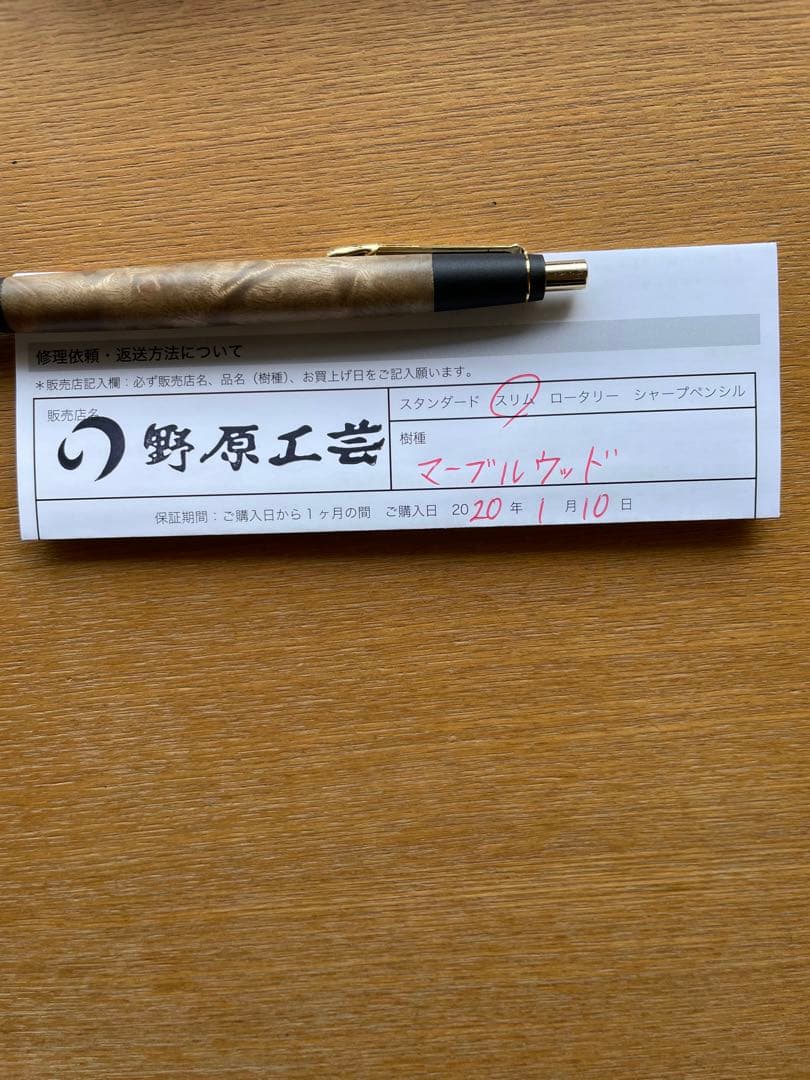 修理依頼・返送方法について
＊販売店記入欄：必ず販売店名、品名（樹種）、お買上げ日をご記入願います。
販売店名
野原工芸
スタンダード スリム ロータリー シャープペンシル
樹種
マーブルウッド
保証期間：ご購入日から1ヶ月の間 ご購入日 2020年1月10日